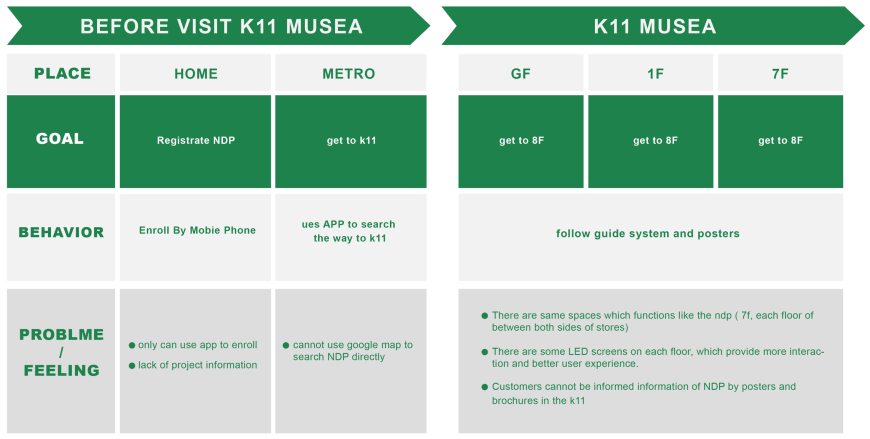 BEFORE VISIT K11 MUSEA
K11 MUSEA
PLACE
HOME
METRO
GF
1F
7F
GOAL
Registrate NDP
get to k11
get to 8F
get to 8F
get to 8F
BEHAVIOR
Enroll By Mobie Phone
ues APP to search
the way to k11
follow guide system and posters
PROBLME
/
FEELING
only can use app to enroll
lack of project information
cannot use google map to
search NDP directly
There are same spaces which functions like the ndp ( 7f, each floor of
between both sides of stores)
There are some LED screens on each floor, which provide more interac-
tion and better user experience.
Customers cannot be informed information of NDP by posters and
brochures in the k11